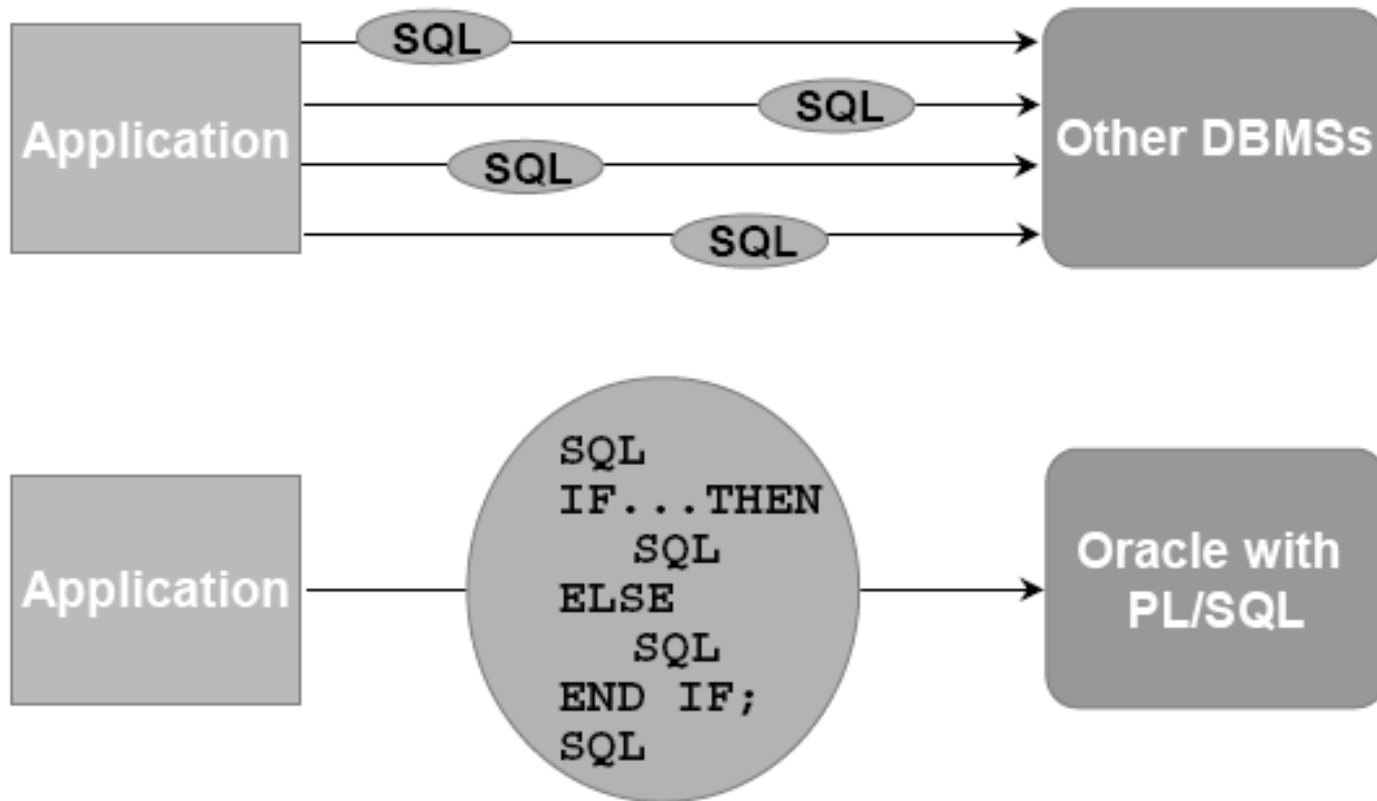 SQL
SQL
Application
Other DBMSs
SQL
SQL
SQL
IF...THEN
SQL
ELSE
SQL
END IF;
SQL
Application
Oracle with
PL/SQL